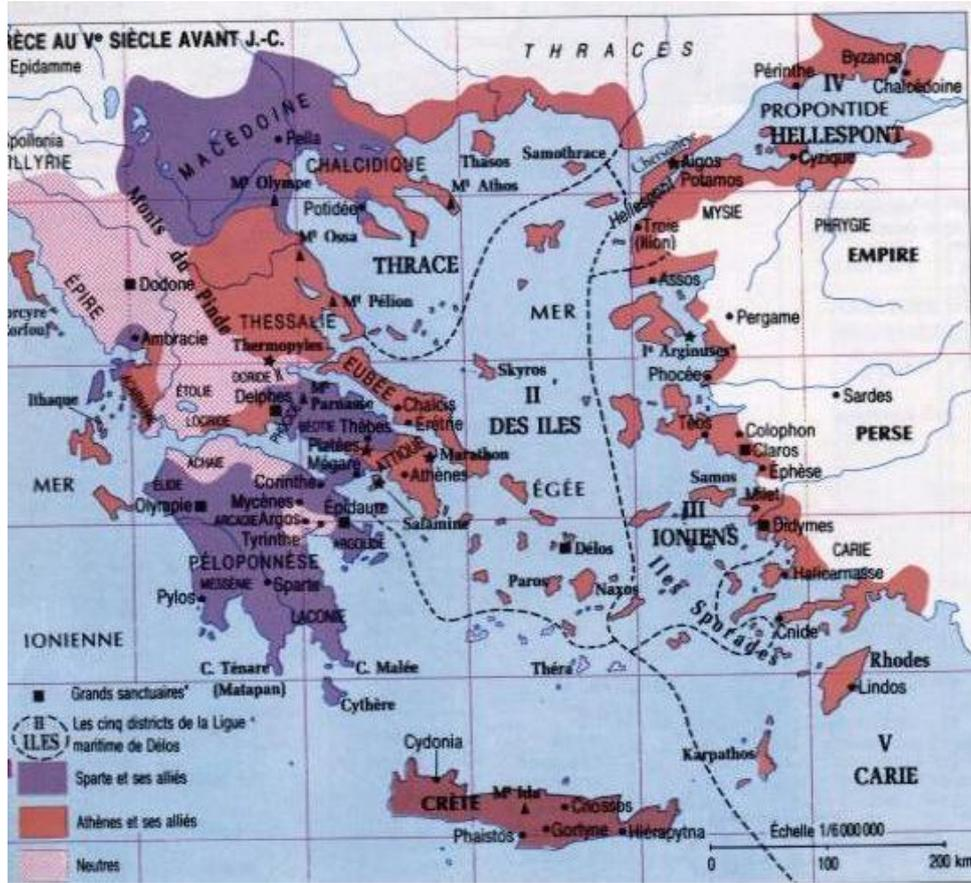 RÈCE AU Vᵉ SIÈCLE AVANT J.-C.
Epidamme
THRACES
Byzance
Périnthe
IV
Chalcédoine
PROPONTIDE
HELLESPONT
ILLYRIE
MACÉDOINE
Pella
CHALCIDIQUE
Thasos
Samothrace
Aigos
Potamos
Cyzique
Mᵗ Olympe
Mᵗ Athos
Hellespont
MYSIE
PHRYGIE
Potidée
I
THRACE
Troie
(Ilion)
EMPIRE
Mᵗ Ossa
Monts du Pinde
Dodone
ÉPIRE
Assos
Mᵗ Pélion
MER
Pergame
THESSALIE
Ambracie
Thermopyles
Iᵉˢ Arginuses*
EUBÉE
Skyros
Phocée
DORIDE
II
DES ILES
Sardes
Ithaque
ÉTOLIE
Delphes
Mᵗ
Parnasse
Chalcis
Érétrie
LOCRIDE
BÉOTIE
Thèbes
Téos
Colophon
PERSE
Claros
Platées
ATTIQUE
Marathon
ACHAIE
Mégare
Athènes
Éphèse
MER
ÉLIDE
Corinthe
Samos
Milet
Olympie
Mycènes
Épidaure
ÉGÉE
III
IONIENS
Didymes
ARCADIE
Argos
Salamine
Tyrinthe
ARGOLIDE
Délos
CARIE
PÉLOPONNÈSE
Halicarnasse
MESSÉNIE
Sparte
Paros
Naxos
Iles Sporades
Pylos
LACONIE
Cnide
IONIENNE
C. Ténare
(Matapan)
C. Malée
Théra
Rhodes
Lindos
Cythère
Grands sanctuaires*
II
ILES
Les cinq districts de la Ligue*
maritime de Délos
Karpathos
V
CARIE
Sparte et ses alliés
Cydonia
CRÈTE
Mᵗ Ida
Cnossos
Athènes et ses alliés
Phaistos
Gortyne
Hiérapytna
Échelle 1/6 000 000
0 100 200 km
Neutres